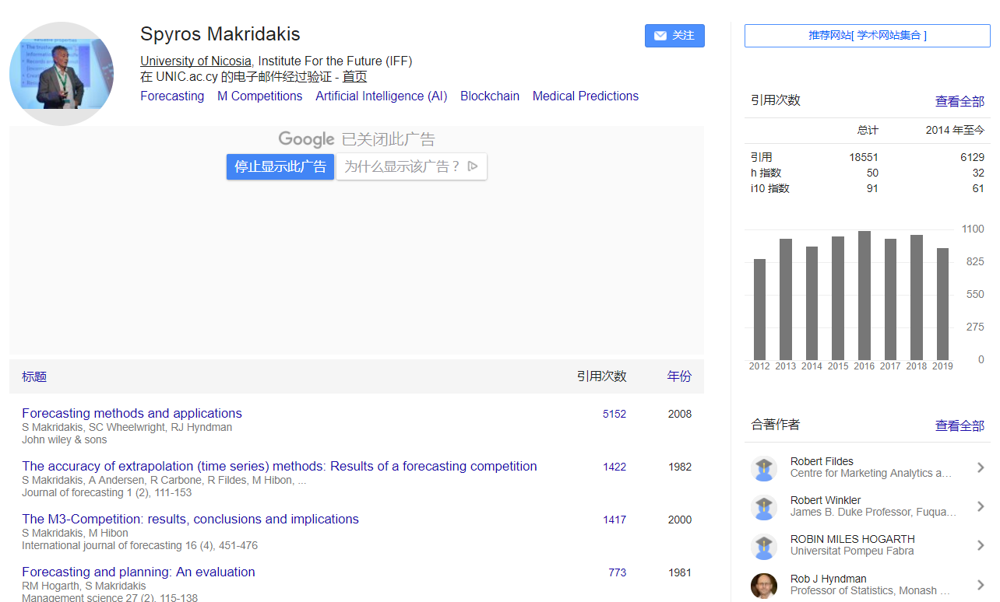 Spyros Makridakis
关注
University of Nicosia, Institute For the Future (IFF)
在 UNIC.ac.cy 的电子邮件经过验证 - 首页
Forecasting M Competitions Artificial Intelligence (AI) Blockchain Medical Predictions
Google 已关闭此广告
停止显示此广告
为什么显示该广告？
标题 引用次数 年份
Forecasting methods and applications 5152 2008
S Makridakis, SC Wheelwright, RJ Hyndman
John wiley & sons
The accuracy of extrapolation (time series) methods: Results of a forecasting competition 1422 1982
S Makridakis, A Andersen, R Carbone, R Fildes, M Hibon, ...
Journal of forecasting 1 (2), 111-153
The M3-Competition: results, conclusions and implications 1417 2000
S Makridakis, M Hibon
International journal of forecasting 16 (4), 451-476
Forecasting and planning: An evaluation 773 1981
RM Hogarth, S Makridakis
Management science 27 (2), 115-138
推荐网站[ 学术网站集合 ]
引用次数 查看全部
总计 2014 年至今
引用 18551 6129
h 指数 50 32
i10 指数 91 61
1100
825
550
275
0
2012 2013 2014 2015 2016 2017 2018 2019
合著作者 查看全部
Robert Fildes
Centre for Marketing Analytics a…
Robert Winkler
James B. Duke Professor, Fuqua…
ROBIN MILES HOGARTH
Universitat Pompeu Fabra
Rob J Hyndman
Professor of Statistics, Monash …